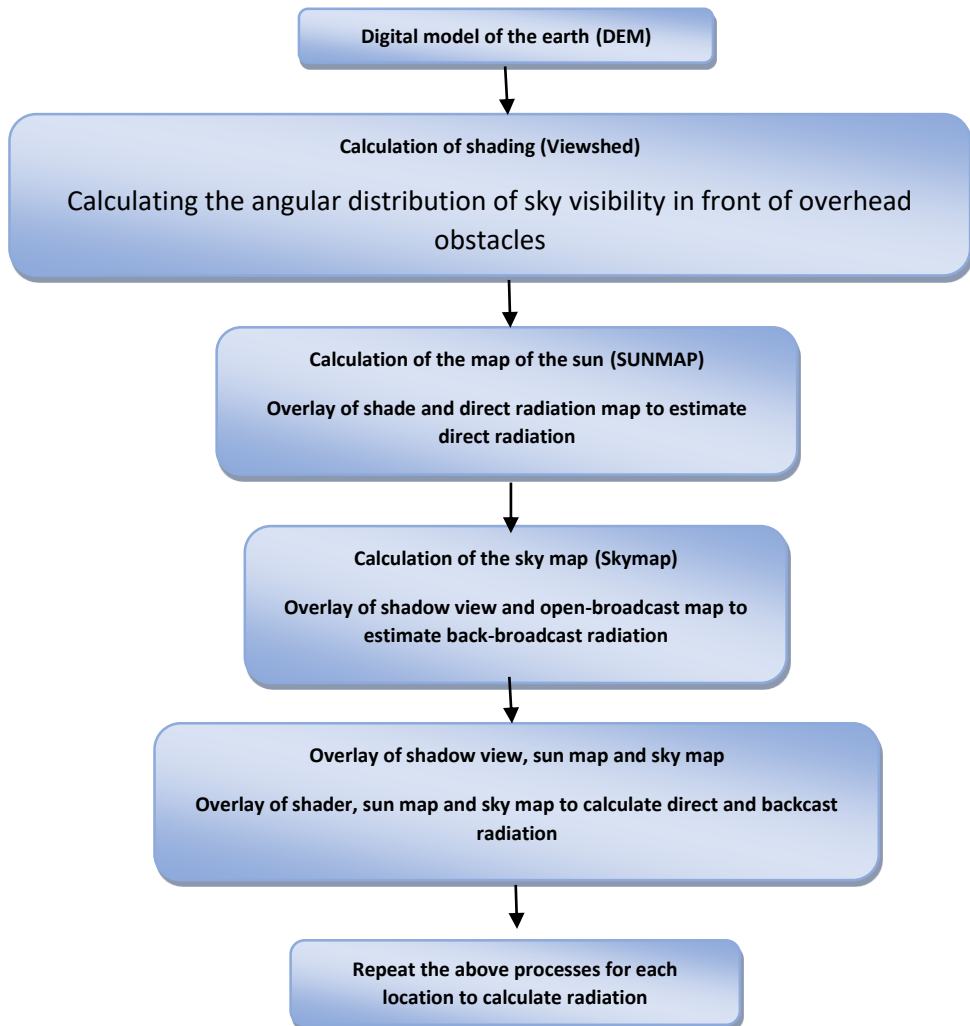 Digital model of the earth (DEM)
Calculation of shading (Viewshed)
Calculating the angular distribution of sky visibility in front of overhead
obstacles
Calculation of the map of the sun (SUNMAP)
Overlay of shade and direct radiation map to estimate
direct radiation
Calculation of the sky map (Skymap)
Overlay of shadow view and open-broadcast map to
estimate back-broadcast radiation
Overlay of shadow view, sun map and sky map
Overlay of shader, sun map and sky map to calculate direct and backcast
radiation
Repeat the above processes for each
location to calculate radiation